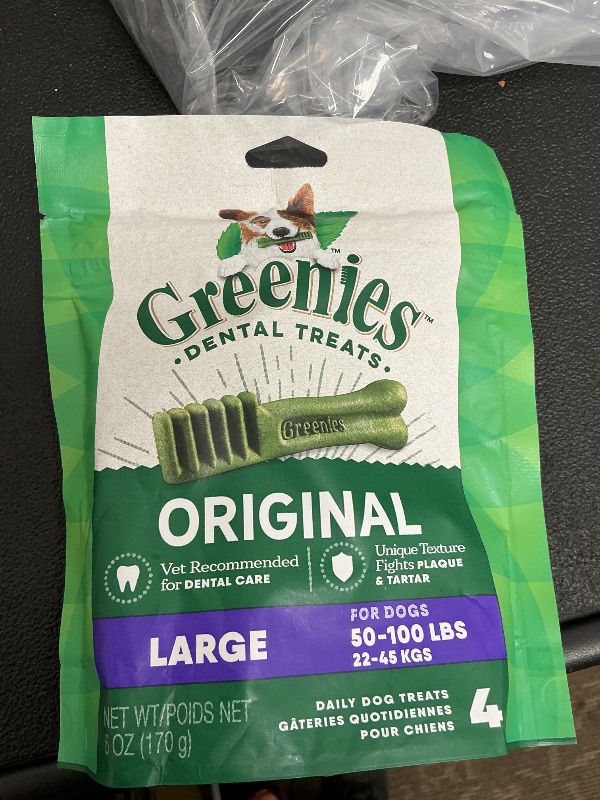 Greenies™
• DENTAL TREATS •
Greenies
ORIGINAL
Vet Recommended
for DENTAL CARE
Unique Texture
Fights PLAQUE
& TARTAR
LARGE
FOR DOGS
50-100 LBS
22-45 KGS
NET WT/POIDS NET
6 OZ (170 g)
DAILY DOG TREATS
GÂTERIES QUOTIDIENNES
POUR CHIENS
4